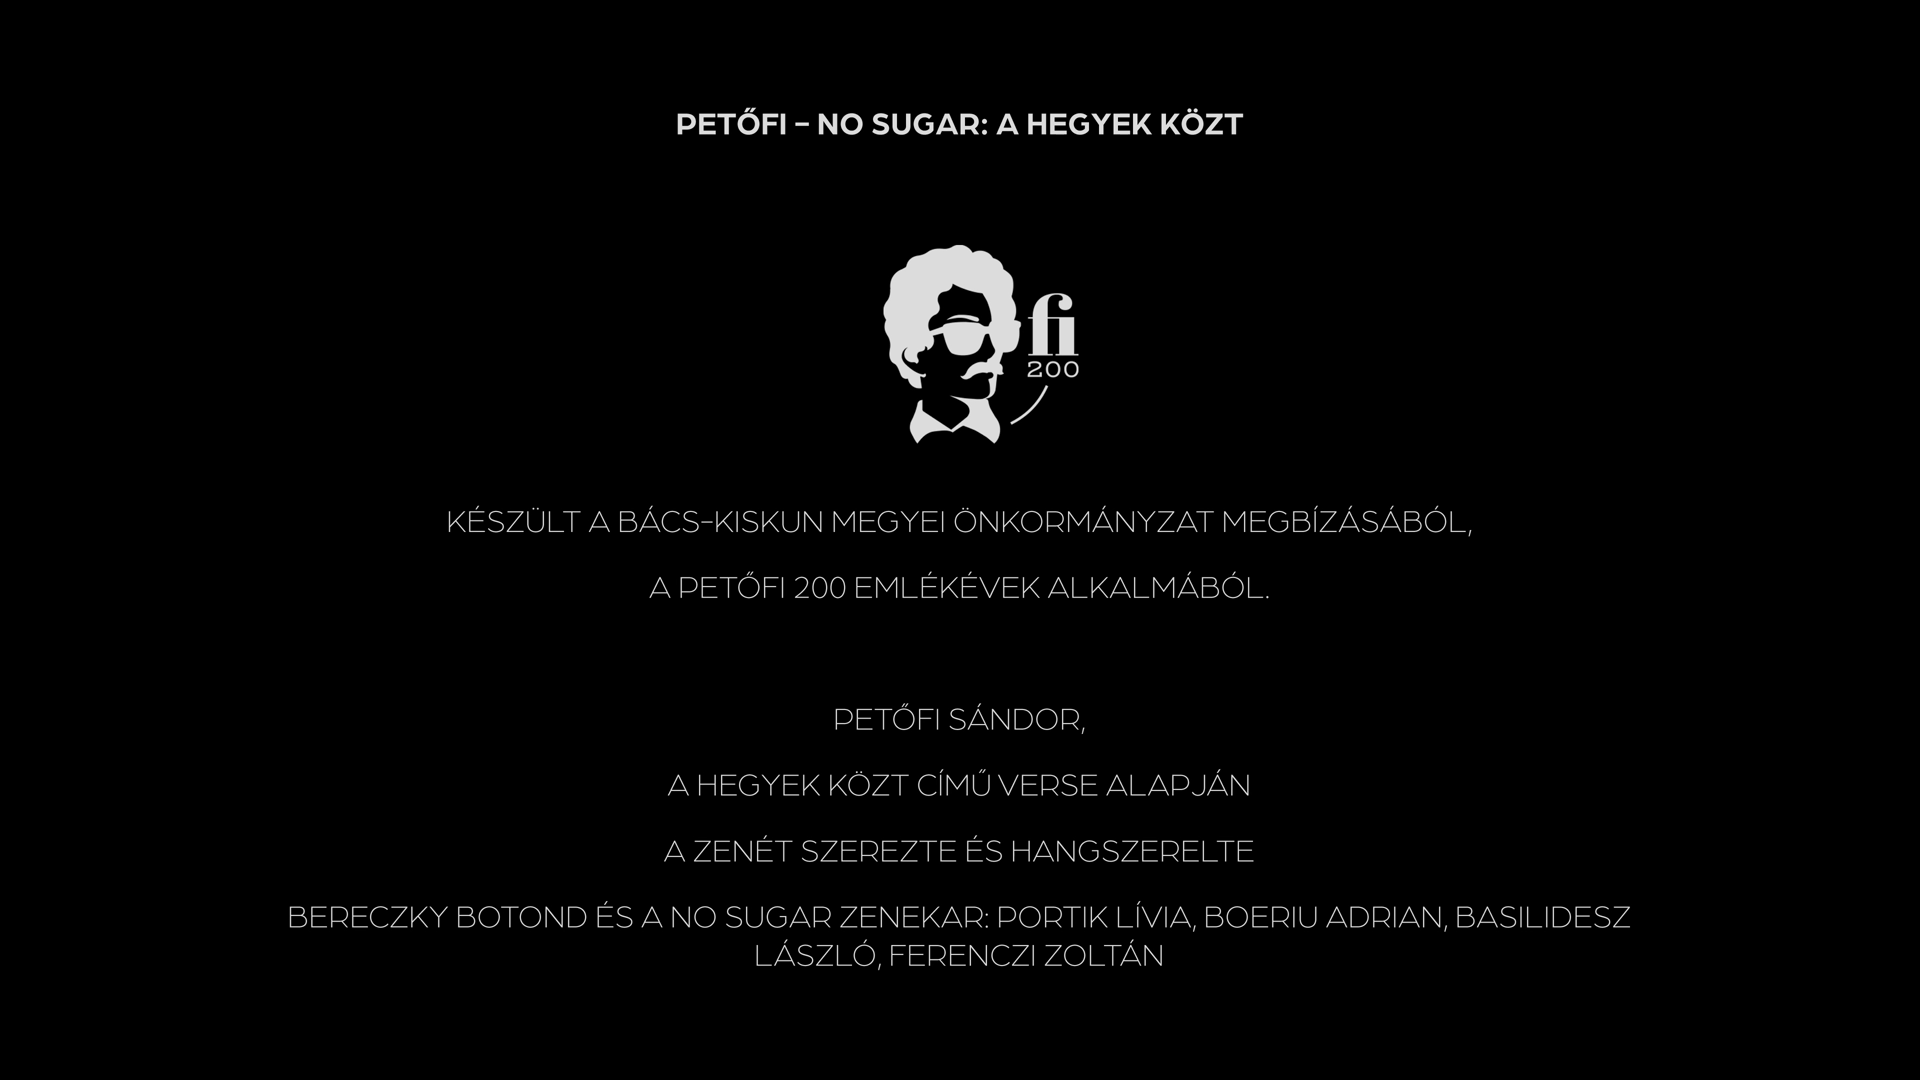 PETŐFI – NO SUGAR: A HEGYEK KÖZT
fi
200
KÉSZÜLT A BÁCS-KISKUN MEGYEI ÖNKORMÁNYZAT MEGBÍZÁSÁBÓL,
A PETŐFI 200 EMLÉKÉVEK ALKALMÁBÓL.
PETŐFI SÁNDOR,
A HEGYEK KÖZT CÍMŰ VERSE ALAPJÁN
A ZENÉT SZEREZTE ÉS HANGSZERELTE
BERECZKY BOTOND ÉS A NO SUGAR ZENEKAR: PORTIK LÍVIA, BOERIU ADRIAN, BASILIDESZ
LÁSZLÓ, FERENCZI ZOLTÁN